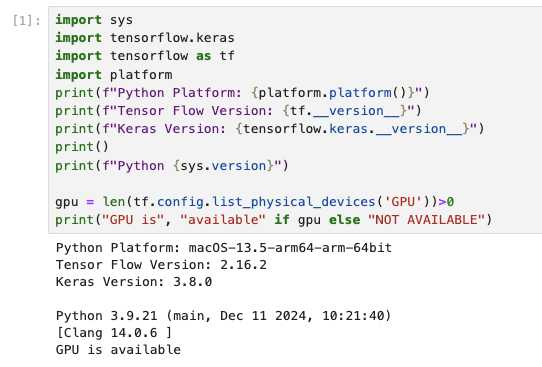 [1]:
import sys
import tensorflow.keras
import tensorflow as tf
import platform
print(f"Python Platform: {platform.platform()}")
print(f"Tensor Flow Version: {tf.__version__}")
print(f"Keras Version: {tensorflow.keras.__version__}")
print()
print(f"Python {sys.version}")
gpu = len(tf.config.list_physical_devices('GPU'))>0
print("GPU is", "available" if gpu else "NOT AVAILABLE")
Python Platform: macOS-13.5-arm64-arm-64bit
Tensor Flow Version: 2.16.2
Keras Version: 3.8.0
Python 3.9.21 (main, Dec 11 2024, 10:21:40)
[Clang 14.0.6 ]
GPU is available